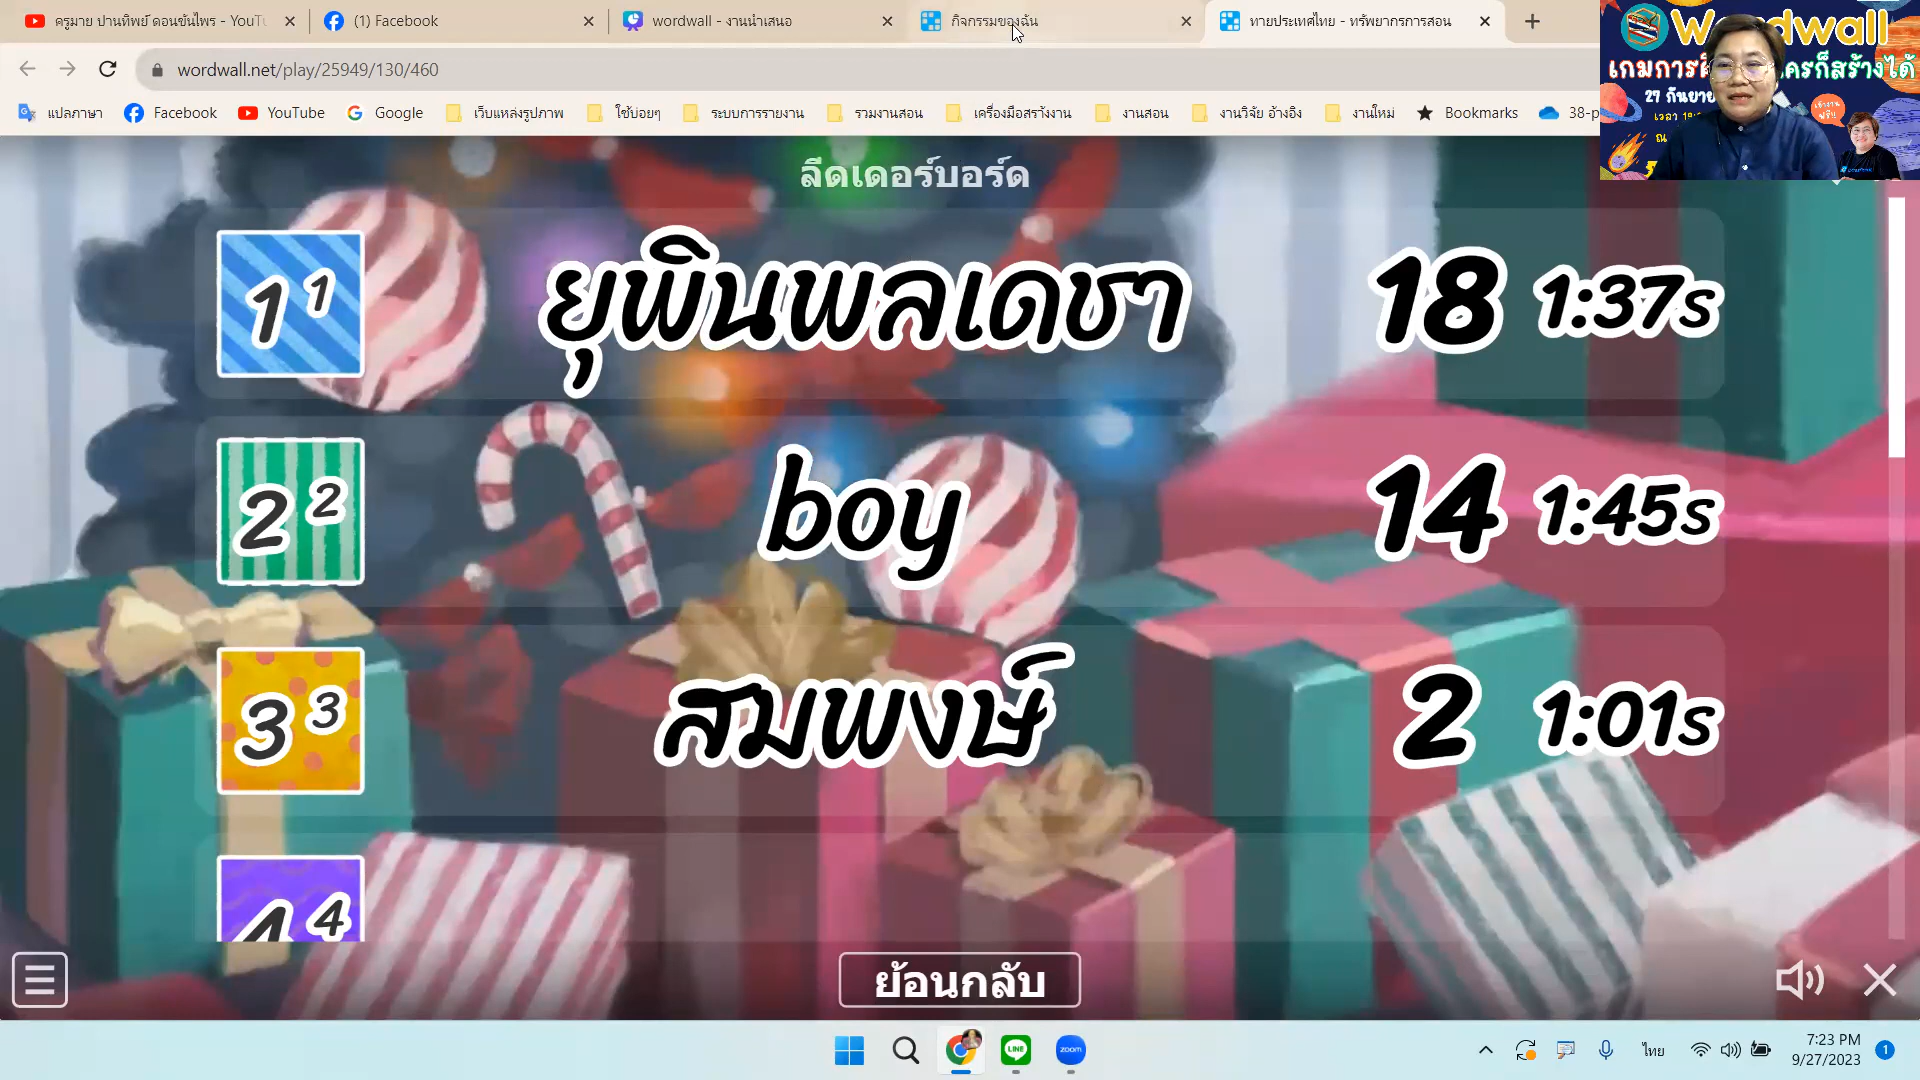 ครูมาย ปานทิพย์ ดอนขันไพร - YouT
(1) Facebook
wordwall - งานนำเสนอ
กิจกรรมของฉัน
ทายประเทศไทย - ทรัพยากรการสอน
wordwall.net/play/25949/130/460
แปลภาษา
Facebook
YouTube
Google
เว็บแหล่งรูปภาพ
ใช้บ่อยๆ
ระบบการรายงาน
รวมงานสอน
เครื่องมือสร้างงาน
งานสอน
งานวิจัย อ้างอิง
งานใหม่
Bookmarks
38-p
Wordwall
27 กันยาย
ลีดเดอร์บอร์ด
1 1 ยุพินพลเดชา 18 1:37s
2 2 boy 14 1:45s
3 3 สมพงษ์ 2 1:01s
4 4
ย้อนกลับ
LINE
zoom
ไทย
7:23 PM
9/27/2023
1